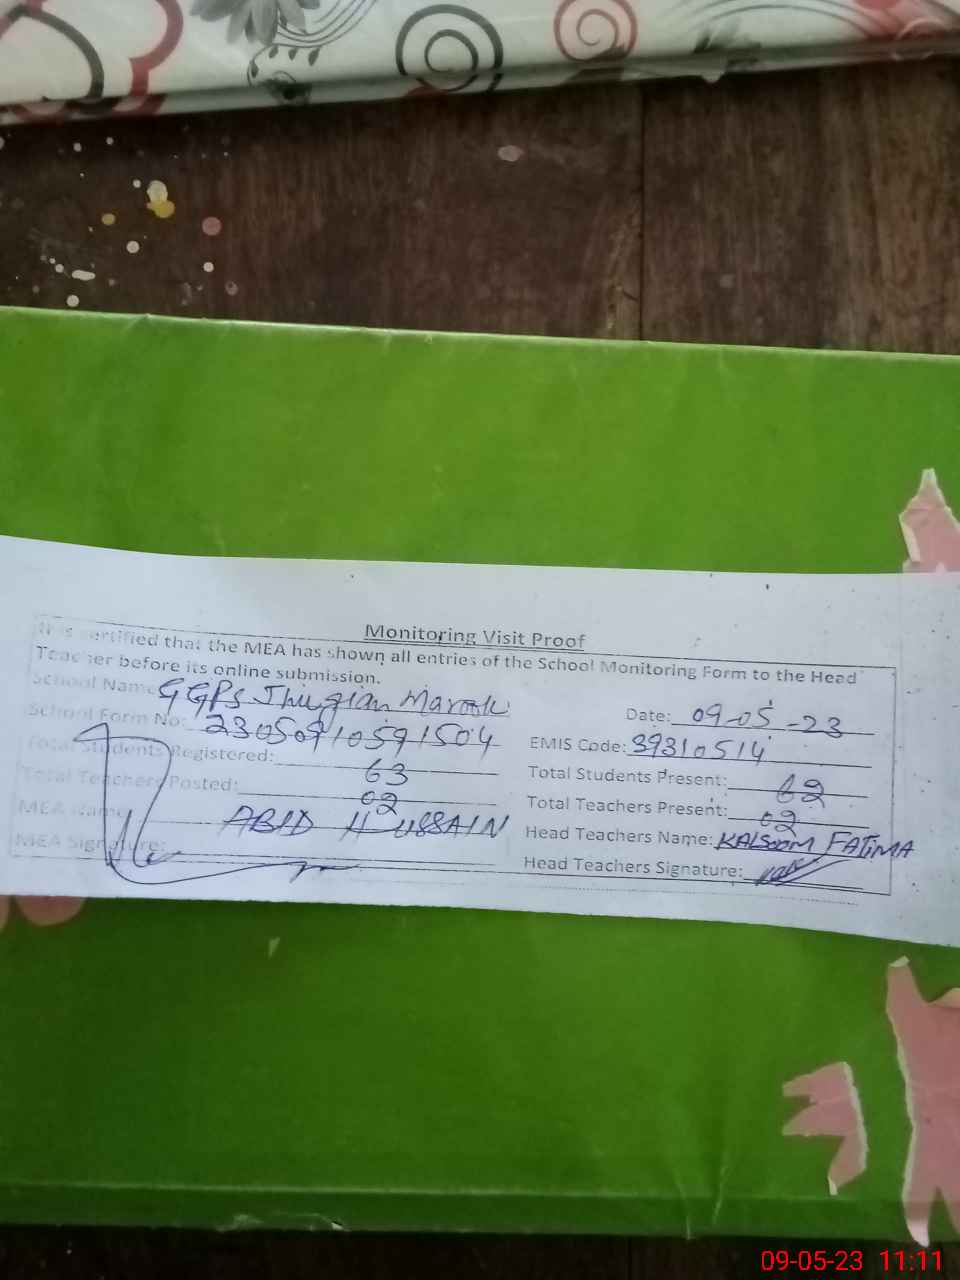 Monitoring Visit Proof
It is certified that the MEA has shown all entries of the School Monitoring Form to the Head
Teacher before its online submission.
School Name GGPS Jhugian Marook Date: 09-05-23
School Form No: 23050910591504 EMIS Code: 39310514
Total Students Registered: 63 Total Students Present: 62
Total Teachers Posted: 02 Total Teachers Present: 02
MEA Name ABID HUSSAIN Head Teachers Name: KALSOOM FATIMA
MEA Signature: Head Teachers Signature:
09-05-23 11:11